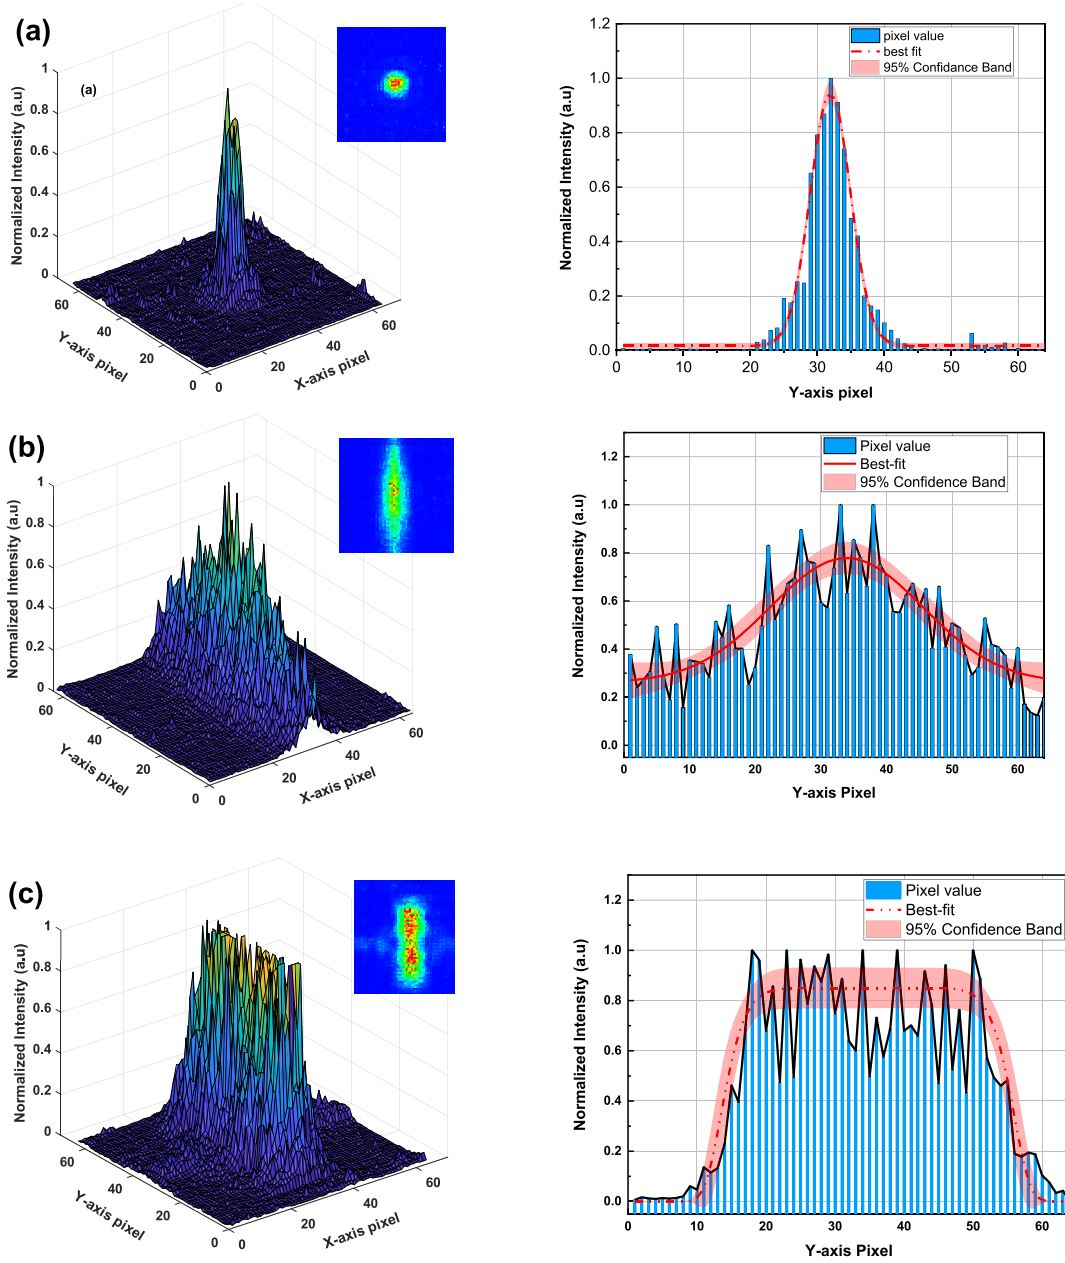 (a)
(a)
Normalized Intensity (a.u)
1
0.8
0.6
0.4
0.2
0
60
40
20
0
Y-axis pixel
0
20
40
60
X-axis pixel
Normalized Intensity (a.u)
1.2
1.0
0.8
0.6
0.4
0.2
0.0
pixel value
best fit
95% Confidance Band
0 10 20 30 40 50 60
Y-axis pixel
(b)
Normalized Intensity (a.u)
1
0.8
0.6
0.4
0.2
0
60
40
20
0
Y-axis pixel
0
20
40
60
X-axis pixel
Normalized Intensity (a.u)
1.0
0.8
0.6
0.4
0.2
0.0
Pixel value
Best-fit
95% Confidence Band
0 10 20 30 40 50 60
Y-axis Pixel
(c)
Normalized Intensity (a.u)
1
0.8
0.6
0.4
0.2
0
60
40
20
0
Y-axis pixel
0
20
40
60
X-axis pixel
Normalized Intensity (a.u)
1.0
0.8
0.6
0.4
0.2
0.0
Pixel value
Best-fit
95% Confidence Band
0 10 20 30 40 50 60
Y-axis Pixel